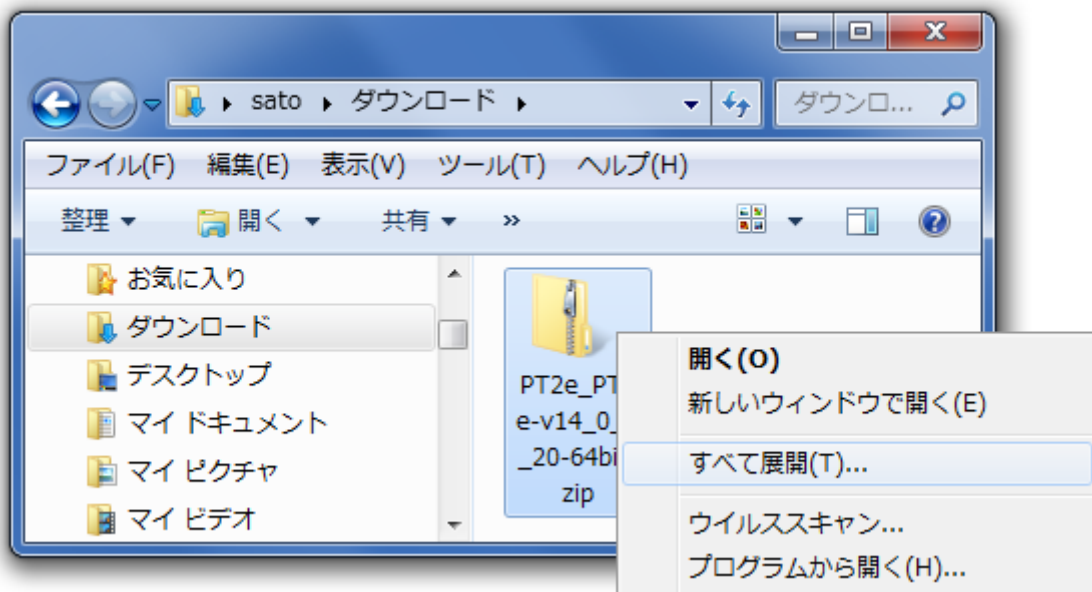 sato ダウンロード
ダウンロ...
ファイル(F) 編集(E) 表示(V) ツール(T) ヘルプ(H)
整理 開く 共有 »
お気に入り
ダウンロード
デスクトップ
マイ ドキュメント
マイ ピクチャ
マイ ビデオ
PT2e_PT
e-v14_0_
_20-64bi
zip
開く(O)
新しいウィンドウで開く(E)
すべて展開(T)...
ウイルススキャン...
プログラムから開く(H)...